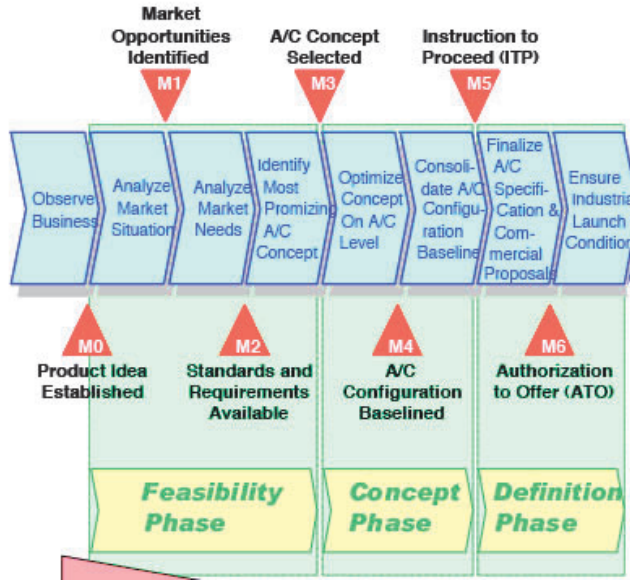 Market
Opportunities
Identified
A/C Concept
Selected
Instruction to
Proceed (ITP)
M1
M3
M5
Observe
Business
Analyze
Market
Situation
Analyze
Market
Needs
Identify
Most
Promizing
A/C
Concept
Optimize
Concept
On A/C
Level
Consoli-
date A/C
Configu-
ration
Baseline
Finalize
A/C
Specifi-
Cation &
Com-
mercial
Proposals
Ensure
Industria
Launch
Condition
M0
M2
M4
M6
Product Idea
Established
Standards and
Requirements
Available
A/C
Configuration
Baselined
Authorization
to Offer (ATO)
Feasibility
Phase
Concept
Phase
Definition
Phase